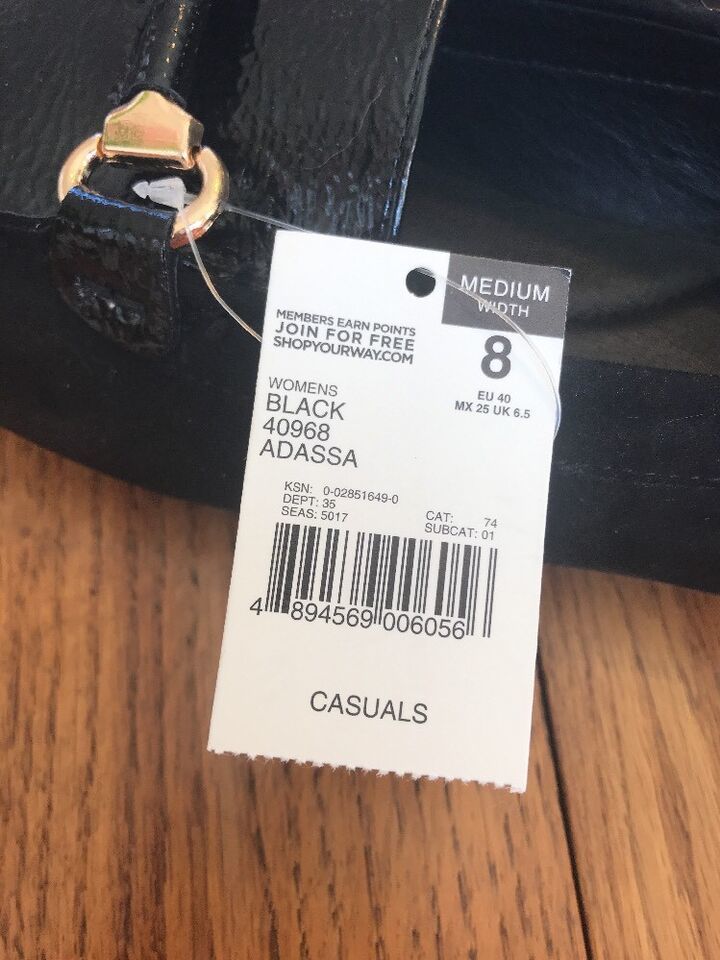 MEDIUM
WIDTH
8
EU 40
MX 25 UK 6.5
MEMBERS EARN POINTS
JOIN FOR FREE
SHOPYOURWAY.COM
WOMENS
BLACK
40968
ADASSA
KSN: 0-02851649-0
DEPT: 35
SEAS: 5017
CAT: 74
SUBCAT: 01
4 894569 006056
CASUALS